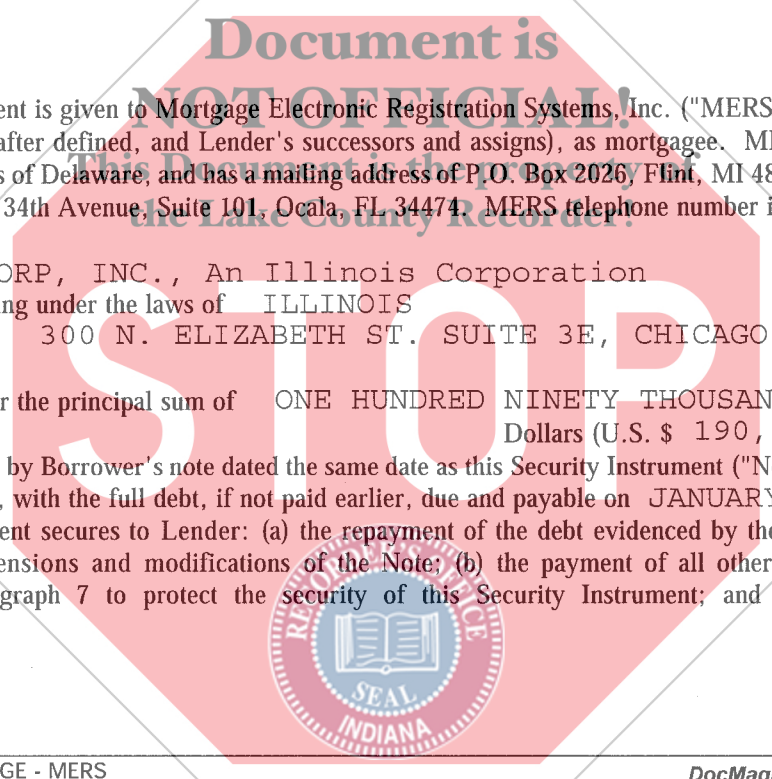 Document is
NOT OFFICIAL!
This Document is the property of
the Lake County Recorder!
ent is given to Mortgage Electronic Registration Systems, Inc. ("MERS
after defined, and Lender's successors and assigns), as mortgagee. MI
s of Delaware, and has a mailing address of P.O. Box 2026, Flint, MI 48
34th Avenue, Suite 101, Ocala, FL 34474. MERS telephone number i
ORP, INC., An Illinois Corporation
ng under the laws of ILLINOIS
300 N. ELIZABETH ST. SUITE 3E, CHICAGO
STOP
r the principal sum of ONE HUNDRED NINETY THOUSAN
Dollars (U.S. $ 190,
by Borrower's note dated the same date as this Security Instrument ("N
, with the full debt, if not paid earlier, due and payable on JANUARY
ent secures to Lender: (a) the repayment of the debt evidenced by the
ensions and modifications of the Note; (b) the payment of all other
graph 7 to protect the security of this Security Instrument; and
RECORDER'S OFFICE
SEAL
INDIANA
GE - MERS
DocMag